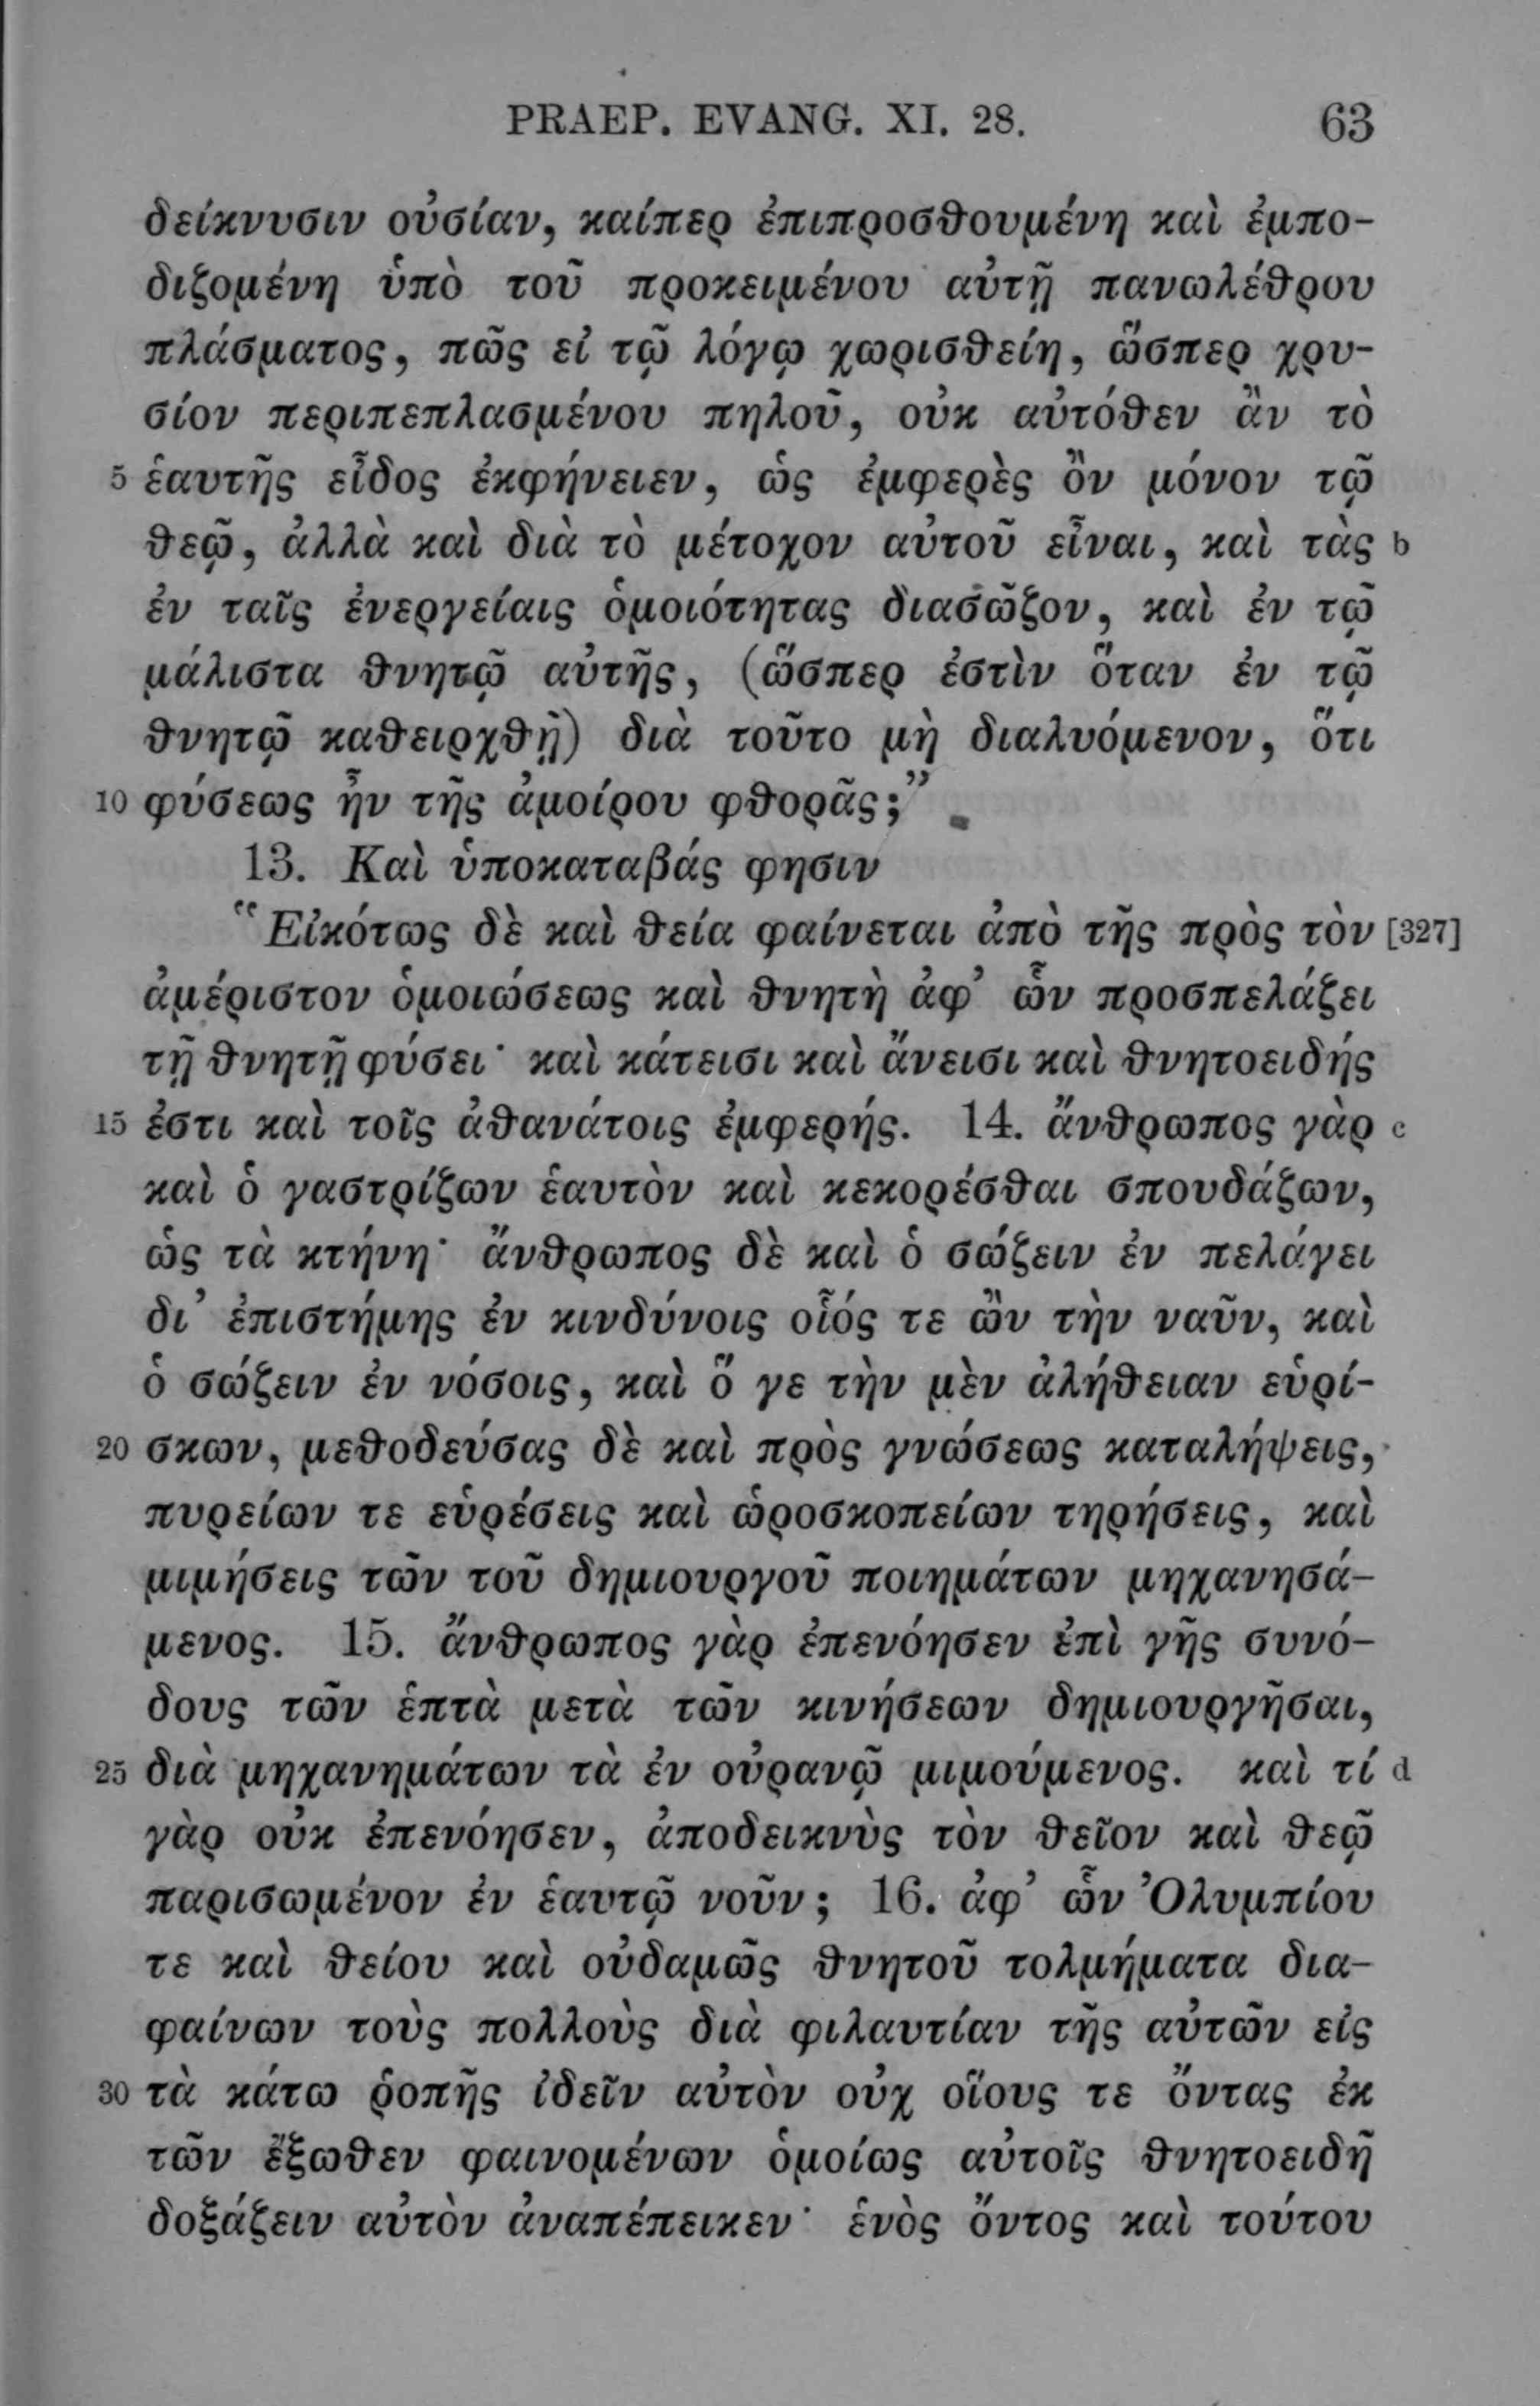 PRAEP. EVANG. XI. 28. 63
δείκνυσιν οὐσίαν, καίπερ ἐπιπροσθουμένη καὶ ἐμπο-
διζομένη ὑπὸ τοῦ προκειμένου αὐτῇ πανωλέθρου
πλάσματος, πῶς εἰ τῷ λόγῳ χωρισθείη, ὥσπερ χρυ-
σίον περιπεπλασμένου πηλοῦ, οὐκ αὐτόθεν ἂν τὸ
5 ἑαυτῆς εἶδος ἐκφήνειεν, ὡς ἐμφερὲς ὂν μόνον τῷ
θεῷ, ἀλλὰ καὶ διὰ τὸ μέτοχον αὐτοῦ εἶναι, καὶ τὰς b
ἐν ταῖς ἐνεργείαις ὁμοιότητας διασῶζον, καὶ ἐν τῷ
μάλιστα θνητῷ αὐτῆς, (ὥσπερ ἐστὶν ὅταν ἐν τῷ
θνητῷ καθειρχθῇ) διὰ τοῦτο μὴ διαλυόμενον, ὅτι
10 φύσεως ἦν τῆς ἀμοίρου φθορᾶς;”
13. Καὶ ὑποκαταβάς φησιν
“Εἰκότως δὲ καὶ θεία φαίνεται ἀπὸ τῆς πρὸς τὸν [327]
ἀμέριστον ὁμοιώσεως καὶ θνητὴ ἀφ’ ὧν προσπελάζει
τῇ θνητῇ φύσει· καὶ κάτεισι καὶ ἄνεισι καὶ θνητοειδής
15 ἐστι καὶ τοῖς ἀθανάτοις ἐμφερής. 14. ἄνθρωπος γὰρ c
καὶ ὁ γαστρίζων ἑαυτὸν καὶ κεκορέσθαι σπουδάζων,
ὡς τὰ κτήνη· ἄνθρωπος δὲ καὶ ὁ σώζειν ἐν πελάγει
δι’ ἐπιστήμης ἐν κινδύνοις οἷός τε ὢν τὴν ναῦν, καὶ
ὁ σώζειν ἐν νόσοις, καὶ ὅ γε τὴν μὲν ἀλήθειαν εὑρί-
20 σκων, μεθοδεύσας δὲ καὶ πρὸς γνώσεως καταλήψεις,
πυρείων τε εὑρέσεις καὶ ὡροσκοπείων τηρήσεις, καὶ
μιμήσεις τῶν τοῦ δημιουργοῦ ποιημάτων μηχανησά-
μενος. 15. ἄνθρωπος γὰρ ἐπενόησεν ἐπὶ γῆς συνό-
δους τῶν ἑπτὰ μετὰ τῶν κινήσεων δημιουργῆσαι,
25 διὰ μηχανημάτων τὰ ἐν οὐρανῷ μιμούμενος. καὶ τί d
γὰρ οὐκ ἐπενόησεν, ἀποδεικνὺς τὸν θεῖον καὶ θεῷ
παρισωμένον ἐν ἑαυτῷ νοῦν; 16. ἀφ’ ὧν Ὀλυμπίου
τε καὶ θείου καὶ οὐδαμῶς θνητοῦ τολμήματα δια-
φαίνων τοὺς πολλοὺς διὰ φιλαυτίαν τῆς αὐτῶν εἰς
30 τὰ κάτω ῥοπῆς ἰδεῖν αὐτὸν οὐχ οἵους τε ὄντας ἐκ
τῶν ἔξωθεν φαινομένων ὁμοίως αὐτοῖς θνητοειδῆ
δοξάζειν αὐτὸν ἀναπέπεικεν· ἑνὸς ὄντος καὶ τούτου